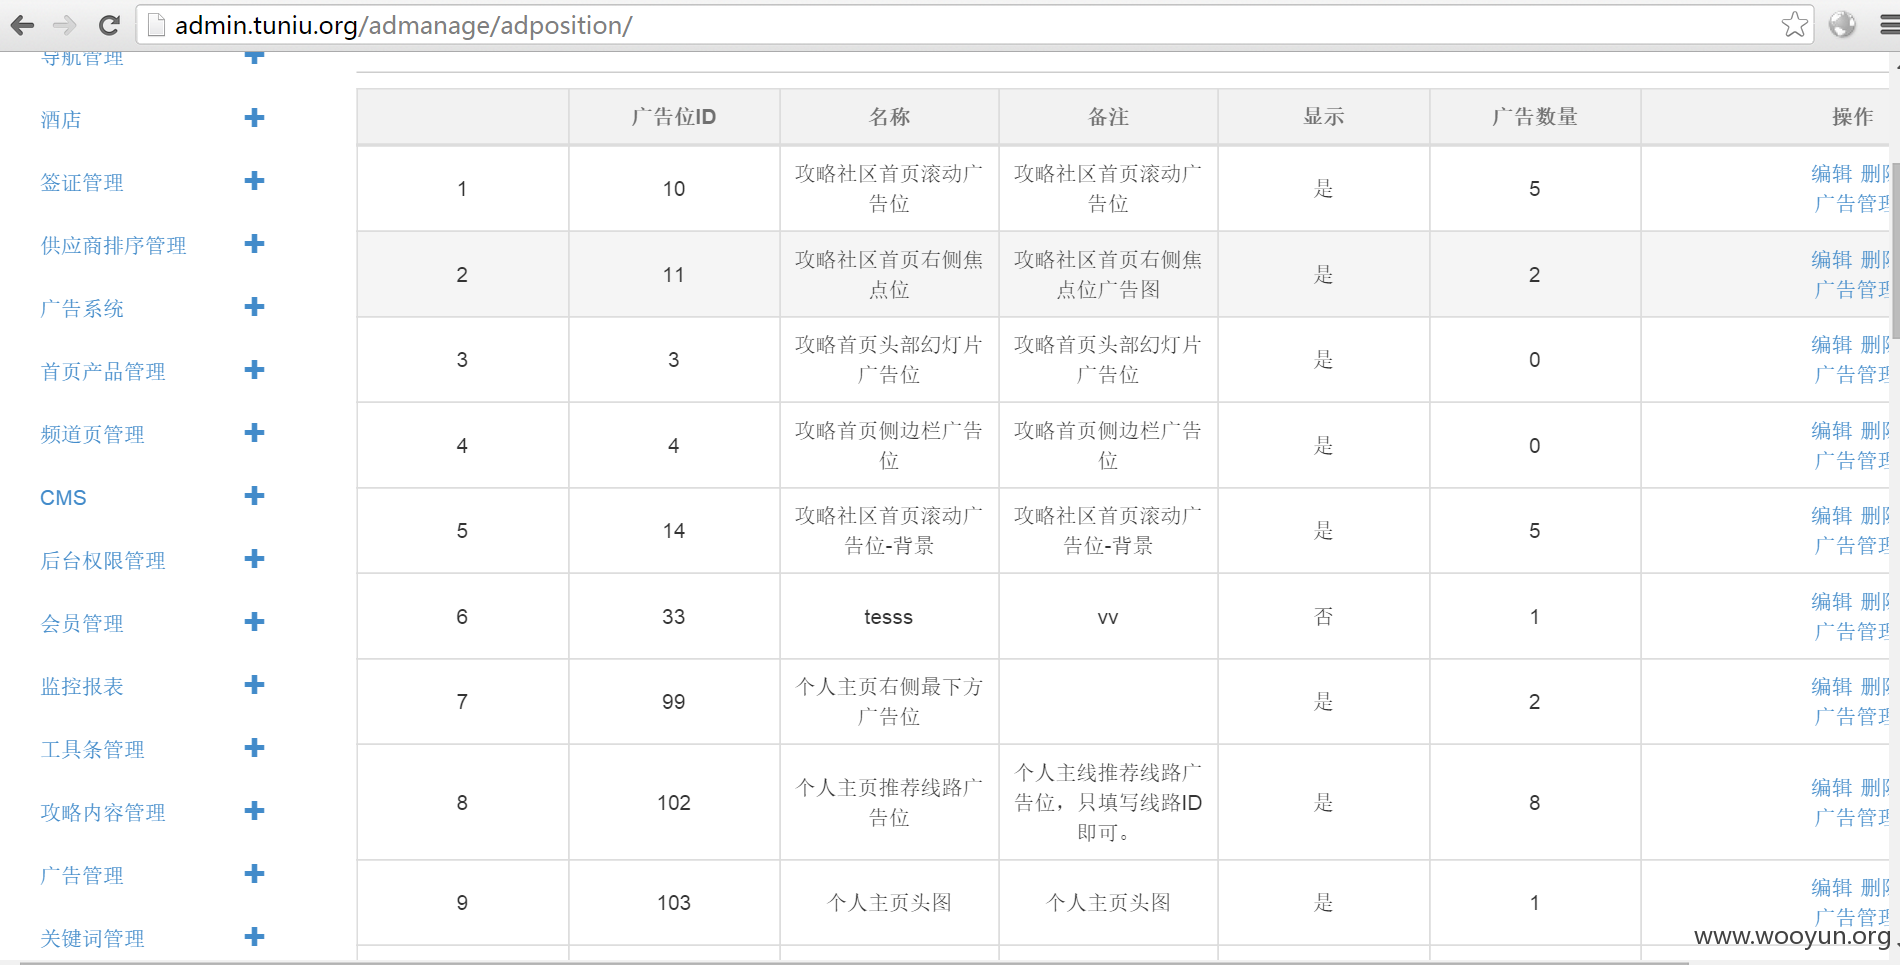 admin.tuniu.org/admanage/adposition/
导航管理
酒店
签证管理
供应商排序管理
广告系统
首页产品管理
频道页管理
CMS
后台权限管理
会员管理
监控报表
工具条管理
攻略内容管理
广告管理
关键词管理
广告位ID 名称 备注 显示 广告数量 操作
1 10 攻略社区首页滚动广 攻略社区首页滚动广 是 5 编辑 删除
告位 告位 广告管理
2 11 攻略社区首页右侧焦 攻略社区首页右侧焦 是 2 编辑 删除
点位 点位广告图 广告管理
3 3 攻略首页头部幻灯片 攻略首页头部幻灯片 是 0 编辑 删除
广告位 广告位 广告管理
4 4 攻略首页侧边栏广告 攻略首页侧边栏广告 是 0 编辑 删除
位 位 广告管理
5 14 攻略社区首页滚动广 攻略社区首页滚动广 是 5 编辑 删除
告位-背景 告位-背景 广告管理
6 33 tesss vv 否 1 编辑 删除
广告管理
7 99 个人主页右侧最下方 是 2 编辑 删除
广告位 广告管理
8 102 个人主页推荐线路广 个人主线推荐线路广 是 8 编辑 删除
告位 告位，只填写线路ID 广告管理
即可。
9 103 个人主页头图 个人主页头图 是 1 编辑 删除
广告管理
www.wooyun.org